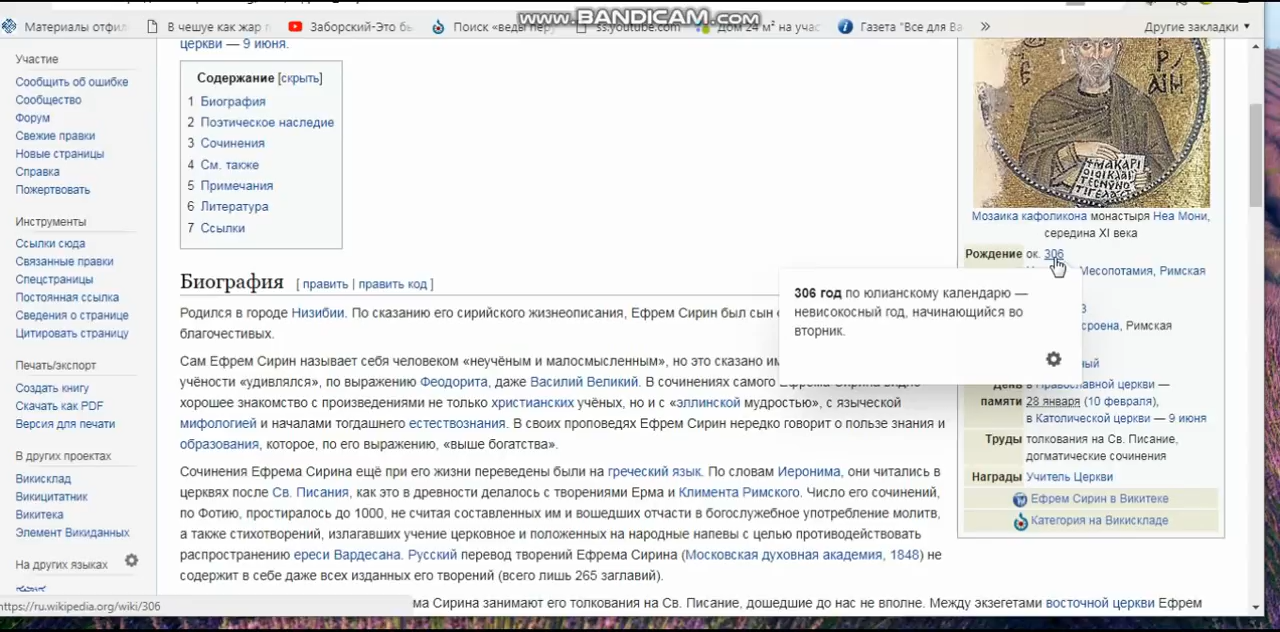 www.BANDICAM.com
Материалы отфил
В чешуе как жар
Заборский-Это бы
Поиск «веды перу
ss.youtube.com
Дом 24 м² на учас
Газета "Все для Ва
»
Другие закладки
церкви — 9 июня.
Участие
Сообщить об ошибке
Сообщество
Форум
Свежие правки
Новые страницы
Справка
Пожертвовать
Инструменты
Ссылки сюда
Связанные правки
Спецстраницы
Постоянная ссылка
Сведения о странице
Цитировать страницу
Печать/экспорт
Создать книгу
Скачать как PDF
Версия для печати
В других проектах
Викисклад
Викицитатник
Викитека
Элемент Викиданных
На других языках
https://ru.wikipedia.org/wiki/306
Содержание [скрыть]
1 Биография
2 Поэтическое наследие
3 Сочинения
4 См. также
5 Примечания
6 Литература
7 Ссылки
Биография [ править | править код ]
Родился в городе Низибии. По сказанию его сирийского жизнеописания, Ефрем Сирин был сын
благочестивых.
Сам Ефрем Сирин называет себя человеком «неучёным и малосмысленным», но это сказано им
учёности «удивлялся», по выражению Феодорита, даже Василий Великий. В сочинениях самого Ефрема Сирина видно
хорошее знакомство с произведениями не только христианских учёных, но и с «эллинской мудростью», с языческой
мифологией и началами тогдашнего естествознания. В своих проповедях Ефрем Сирин нередко говорит о пользе знания и
образования, которое, по его выражению, «выше богатства».
Сочинения Ефрема Сирина ещё при его жизни переведены были на греческий язык. По словам Иеронима, они читались в
церквях после Св. Писания, как это в древности делалось с творениями Ерма и Климента Римского. Число его сочинений,
по Фотию, простиралось до 1000, не считая составленных им и вошедших отчасти в богослужебное употребление молитв,
а также стихотворений, излагавших учение церковное и положенных на народные напевы с целью противодействовать
распространению ереси Вардесана. Русский перевод творений Ефрема Сирина (Московская духовная академия, 1848) не
содержит в себе даже всех изданных его творений (всего лишь 265 заглавий).
ма Сирина занимают его толкования на Св. Писание, дошедшие до нас не вполне. Между экзегетами восточной церкви Ефрем
306 год по юлианскому календарю —
невисокосный год, начинающийся во
вторник.
Мозаика кафоликона монастыря Неа Мони,
середина XI века
Рождение ок. 306
Месопотамия, Римская
3
сроена, Римская
ный
День в Православной церкви —
памяти 28 января (10 февраля),
в Католической церкви — 9 июня
Труды толкования на Св. Писание,
догматические сочинения
Награды Учитель Церкви
Ефрем Сирин в Викитеке
Категория на Викискладе